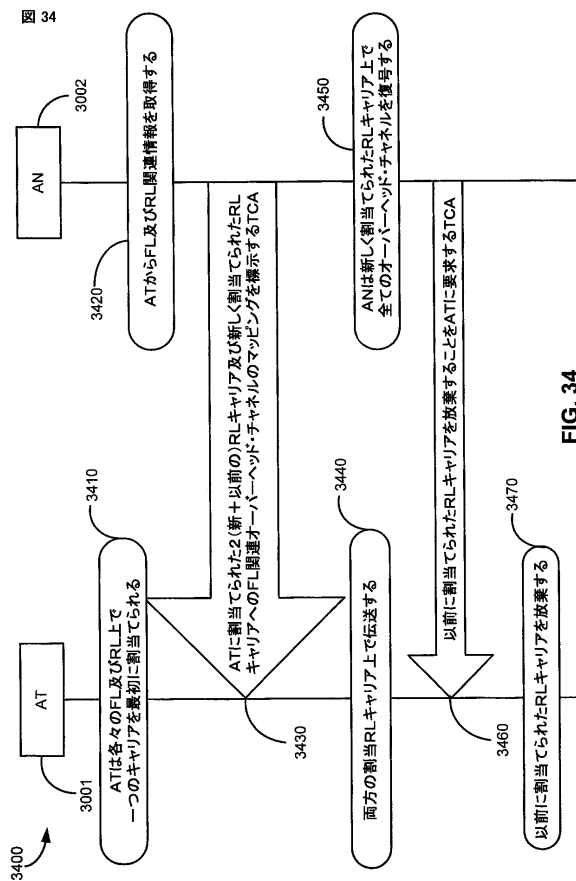 図 34
3400
AT
3001
AN
3002
ATは各々のFL及びRL上で
一つのキャリアを最初に割当てられる
3410
ATからFL及びRL関連情報を取得する
3420
ATに割当てられた2(新+以前の)RLキャリア及び新しく割当てられたRL
キャリアへのFL関連オーバーヘッド・チャネルのマッピングを標示するTCA
3430
両方の割当RLキャリア上で伝送する
3440
ANは新しく割当てられたRLキャリア上で
全てのオーバーヘッド・チャネルを復号する
3450
以前に割当てられたRLキャリアを放棄することをATに要求するTCA
3460
以前に割当てられたRLキャリアを放棄する
3470
FIG. 34